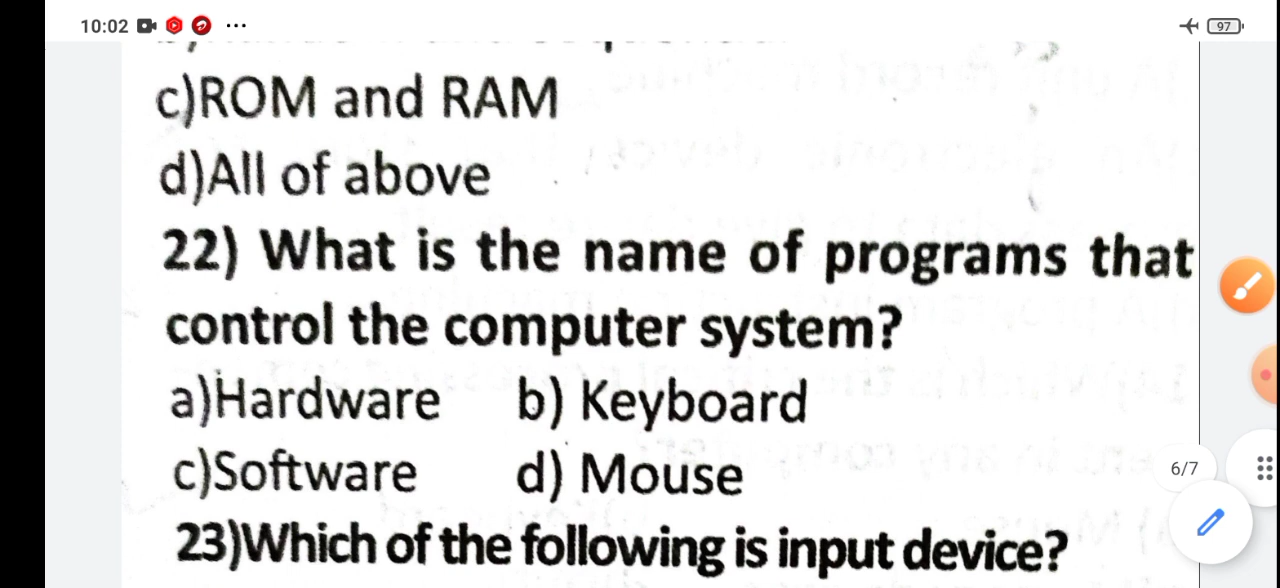 10:02 ...
97
c)ROM and RAM
d)All of above
22) What is the name of programs that
control the computer system?
a)Hardware b) Keyboard
c)Software d) Mouse
6/7
23)Which of the following is input device?